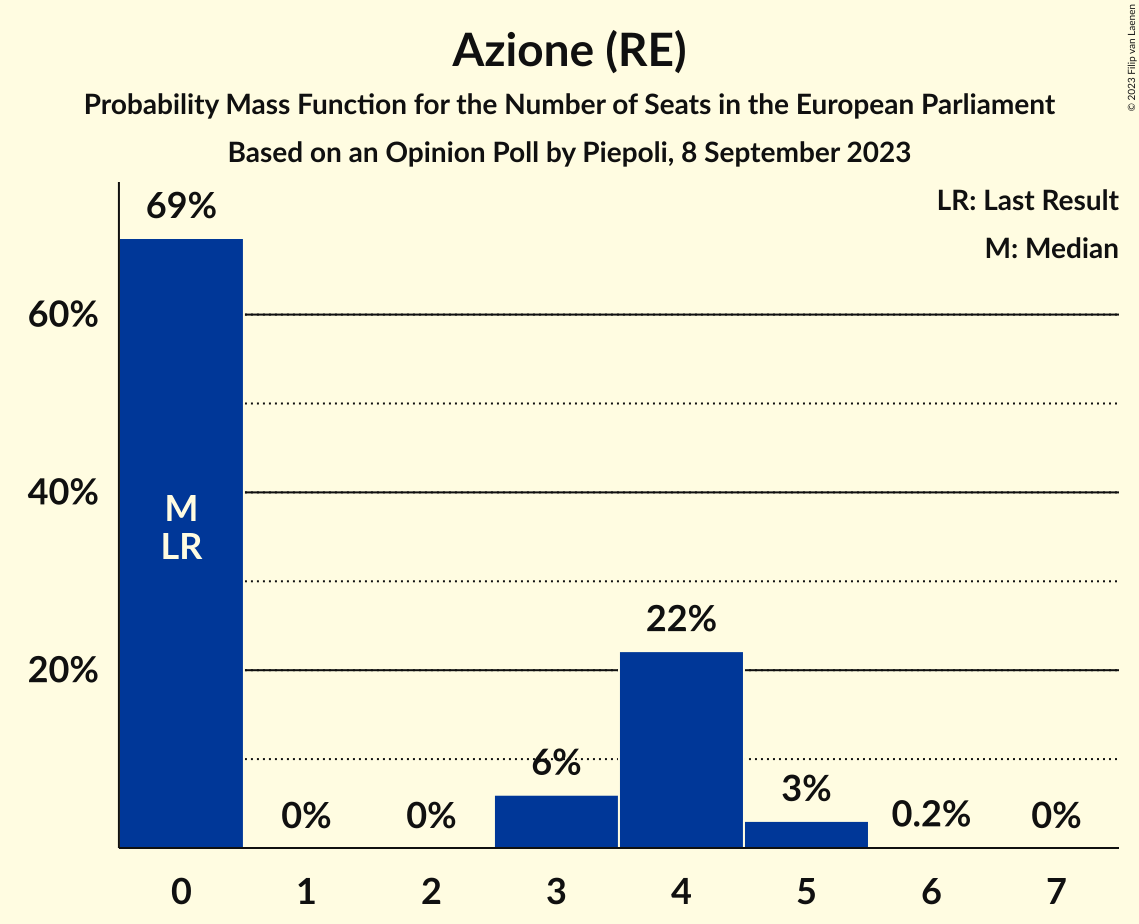 Azione (RE)
Probability Mass Function for the Number of Seats in the European Parliament
Based on an Opinion Poll by Piepoli, 8 September 2023
© 2023 Filip van Laenen
LR: Last Result
M: Median
69%
60%
40%
20%
M
LR
0%
0%
6%
22%
3%
0.2%
0%
0 1 2 3 4 5 6 7